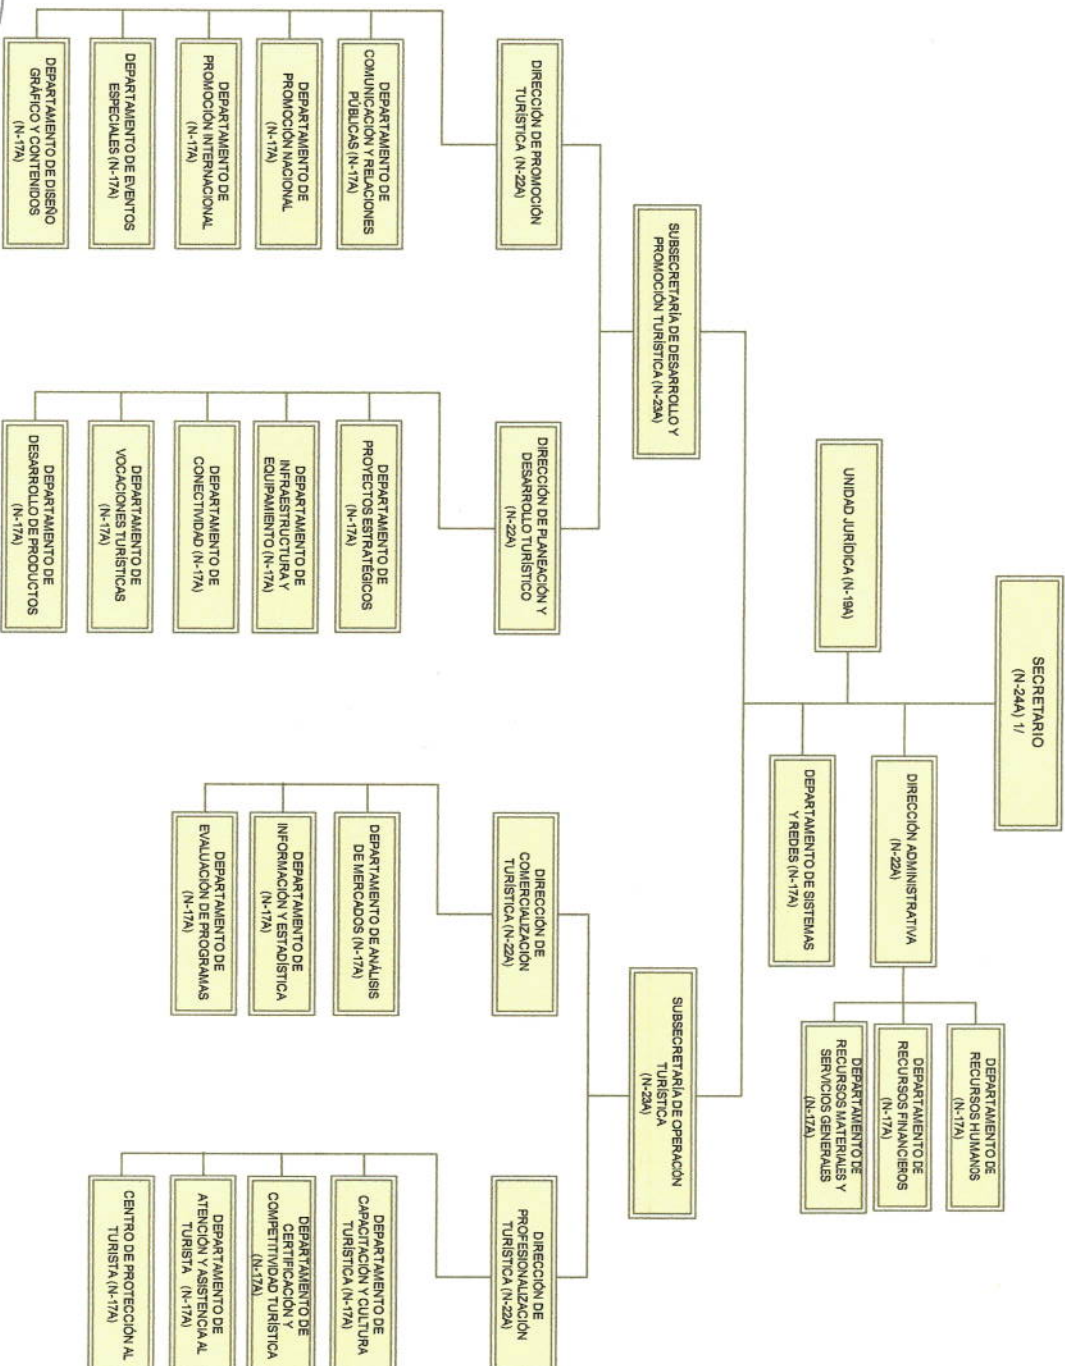 SECRETARIO
(N-24A) 1/
UNIDAD JURÍDICA (N-19A)
DIRECCIÓN ADMINISTRATIVA
(N-22A)
DEPARTAMENTO DE
RECURSOS HUMANOS
(N-17A)
DEPARTAMENTO DE
RECURSOS FINANCIEROS
(N-17A)
DEPARTAMENTO DE
RECURSOS MATERIALES Y
SERVICIOS GENERALES
(N-17A)
DEPARTAMENTO DE SISTEMAS
Y REDES (N-17A)
SUBSECRETARÍA DE DESARROLLO Y
PROMOCIÓN TURÍSTICA (N-23A)
SUBSECRETARÍA DE OPERACIÓN
TURÍSTICA
(N-23A)
DIRECCIÓN DE PROMOCIÓN
TURÍSTICA (N-22A)
DEPARTAMENTO DE
COMUNICACIÓN Y RELACIONES
PÚBLICAS (N-17A)
DEPARTAMENTO DE
PROMOCIÓN NACIONAL
(N-17A)
DEPARTAMENTO DE
PROMOCIÓN INTERNACIONAL
(N-17A)
DEPARTAMENTO DE EVENTOS
ESPECIALES (N-17A)
DEPARTAMENTO DE DISEÑO
GRÁFICO Y CONTENIDOS
(N-17A)
DIRECCIÓN DE PLANEACIÓN Y
DESARROLLO TURÍSTICO
(N-22A)
DEPARTAMENTO DE
PROYECTOS ESTRATÉGICOS
(N-17A)
DEPARTAMENTO DE
INFRAESTRUCTURA Y
EQUIPAMIENTO (N-17A)
DEPARTAMENTO DE
CONECTIVIDAD (N-17A)
DEPARTAMENTO DE
VOCACIONES TURÍSTICAS
(N-17A)
DEPARTAMENTO DE
DESARROLLO DE PRODUCTOS
(N-17A)
DIRECCIÓN DE
COMERCIALIZACIÓN
TURÍSTICA (N-22A)
DEPARTAMENTO DE ANÁLISIS
DE MERCADOS (N-17A)
DEPARTAMENTO DE
INFORMACIÓN Y ESTADÍSTICA
(N-17A)
DEPARTAMENTO DE
EVALUACIÓN DE PROGRAMAS
(N-17A)
DIRECCIÓN DE
PROFESIONALIZACIÓN
TURÍSTICA (N-22A)
DEPARTAMENTO DE
CAPACITACIÓN Y CULTURA
TURÍSTICA (N-17A)
DEPARTAMENTO DE
CERTIFICACIÓN Y
COMPETITIVIDAD TURÍSTICA
(N-17A)
DEPARTAMENTO DE
ATENCIÓN Y ASISTENCIA AL
TURISTA (N-17A)
CENTRO DE PROTECCIÓN AL
TURISTA (N-17A)